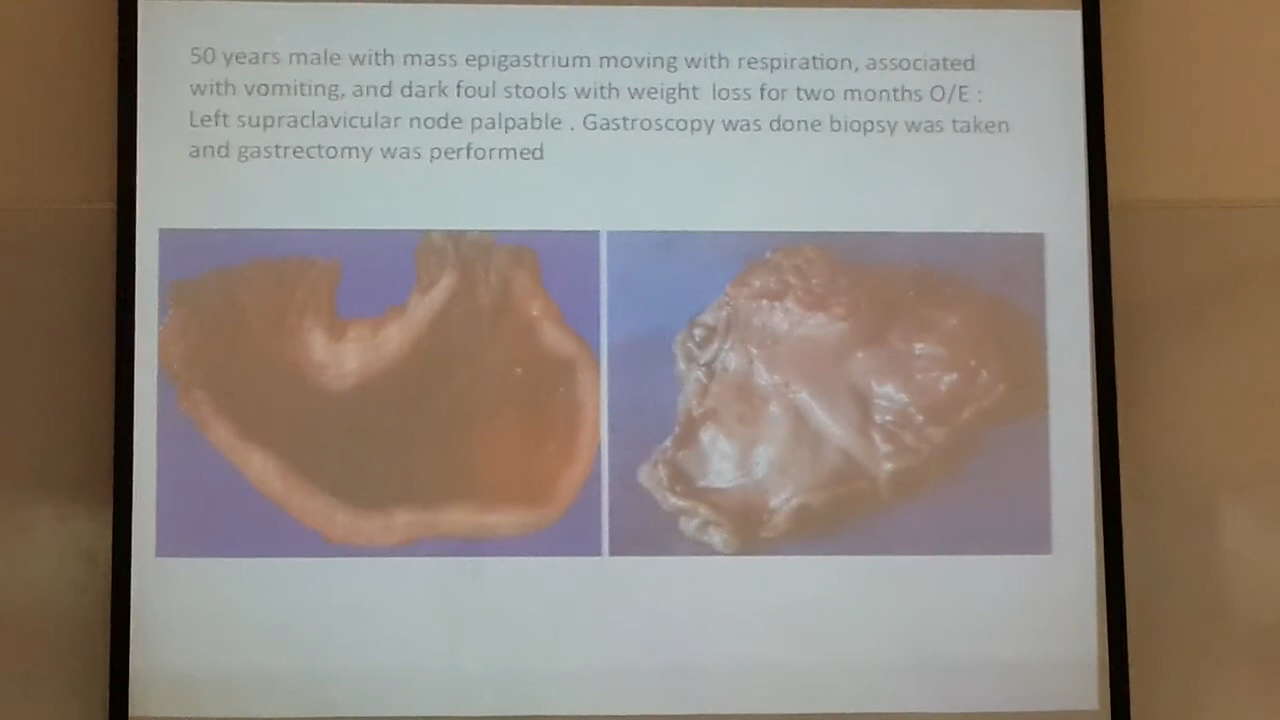 50 years male with mass epigastrium moving with respiration, associated
with vomiting, and dark foul stools with weight loss for two months O/E :
Left supraclavicular node palpable . Gastroscopy was done biopsy was taken
and gastrectomy was performed